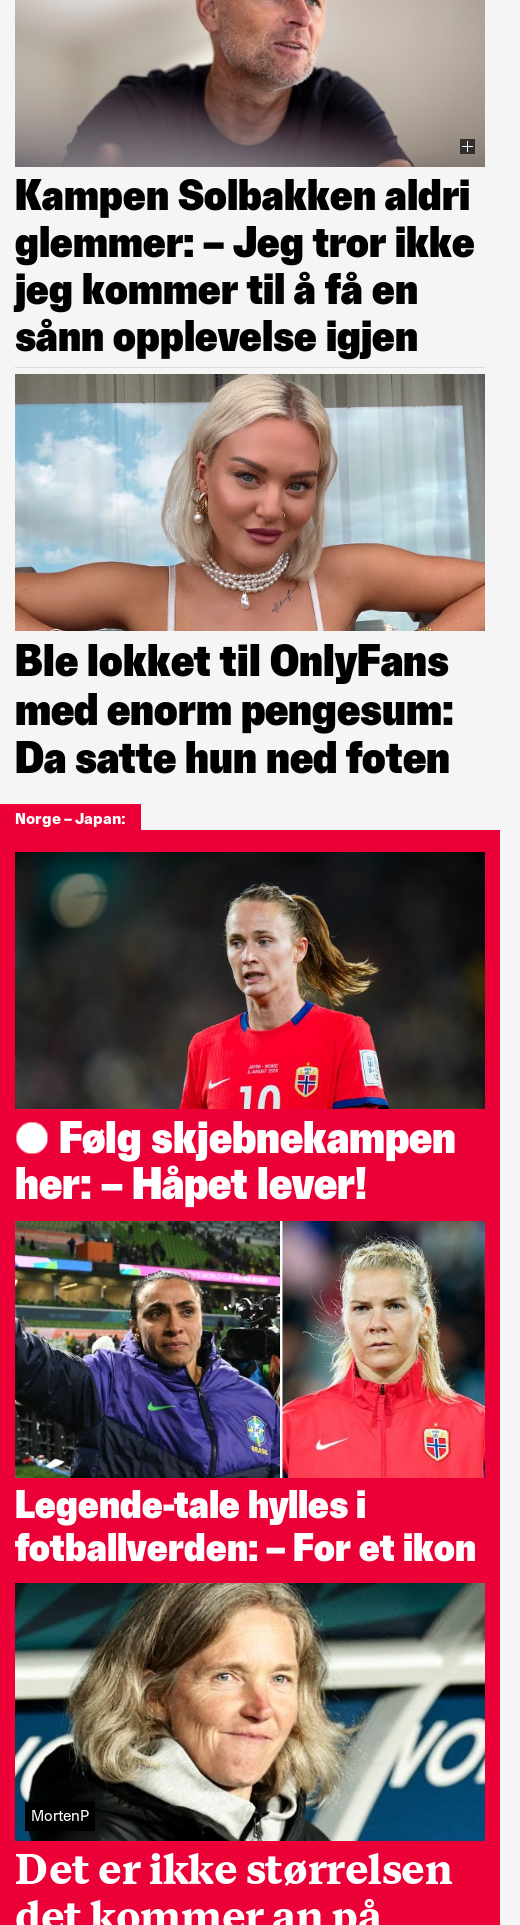 Kampen Solbakken aldri
glemmer: – Jeg tror ikke
jeg kommer til å få en
sånn opplevelse igjen
Ble lokket til OnlyFans
med enorm pengesum:
Da satte hun ned foten
Norge – Japan:
10
Følg skjebnekampen
her: – Håpet lever!
BRASIL
Legende-tale hylles i
fotballverden: – For et ikon
MortenP
Det er ikke størrelsen
det kommer an på